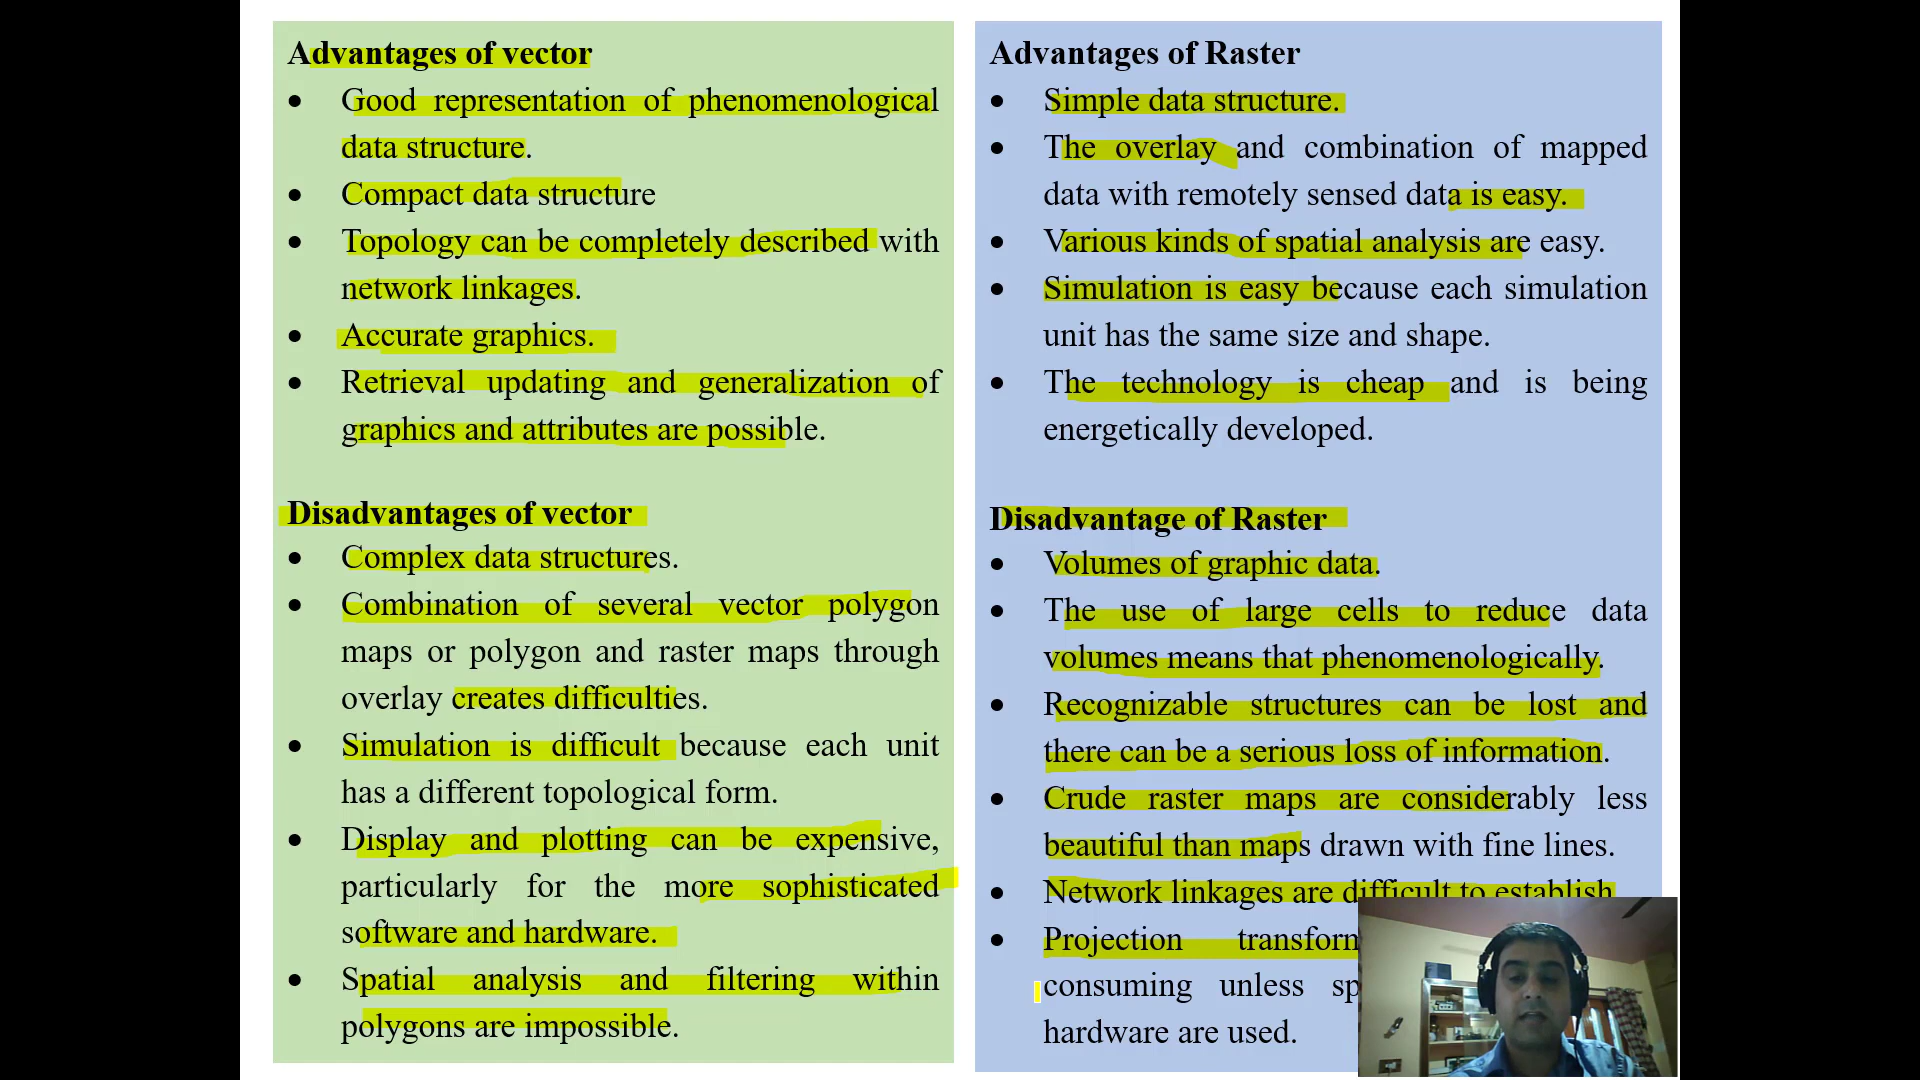 Advantages of vector
• Good representation of phenomenological
data structure.
• Compact data structure
• Topology can be completely described with
network linkages.
• Accurate graphics.
• Retrieval updating and generalization of
graphics and attributes are possible.
Disadvantages of vector
• Complex data structures.
• Combination of several vector polygon
maps or polygon and raster maps through
overlay creates difficulties.
• Simulation is difficult because each unit
has a different topological form.
• Display and plotting can be expensive,
particularly for the more sophisticated
software and hardware.
• Spatial analysis and filtering within
polygons are impossible.
Advantages of Raster
• Simple data structure.
• The overlay and combination of mapped
data with remotely sensed data is easy.
• Various kinds of spatial analysis are easy.
• Simulation is easy because each simulation
unit has the same size and shape.
• The technology is cheap and is being
energetically developed.
Disadvantage of Raster
• Volumes of graphic data.
• The use of large cells to reduce data
volumes means that phenomenologically.
• Recognizable structures can be lost and
there can be a serious loss of information.
• Crude raster maps are considerably less
beautiful than maps drawn with fine lines.
• Network linkages are difficult to establish
• Projection
consuming unless
hardware are used.